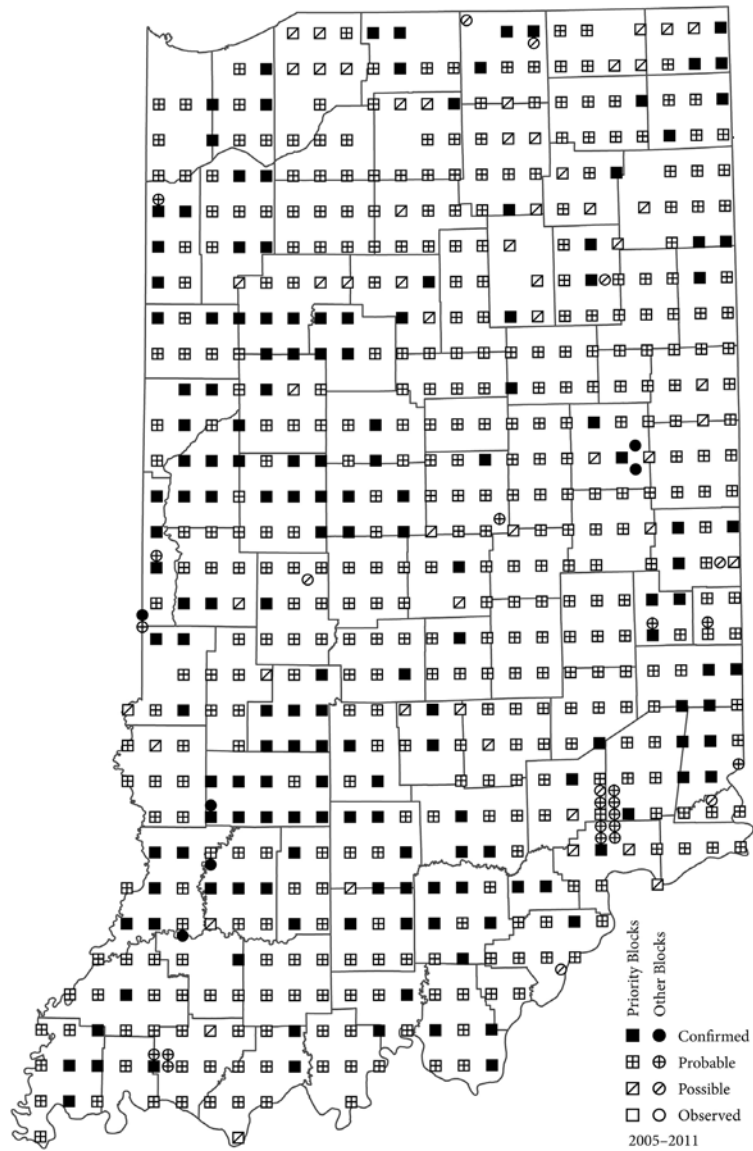 Priority Blocks
Other Blocks
Confirmed
Probable
Possible
Observed
2005–2011